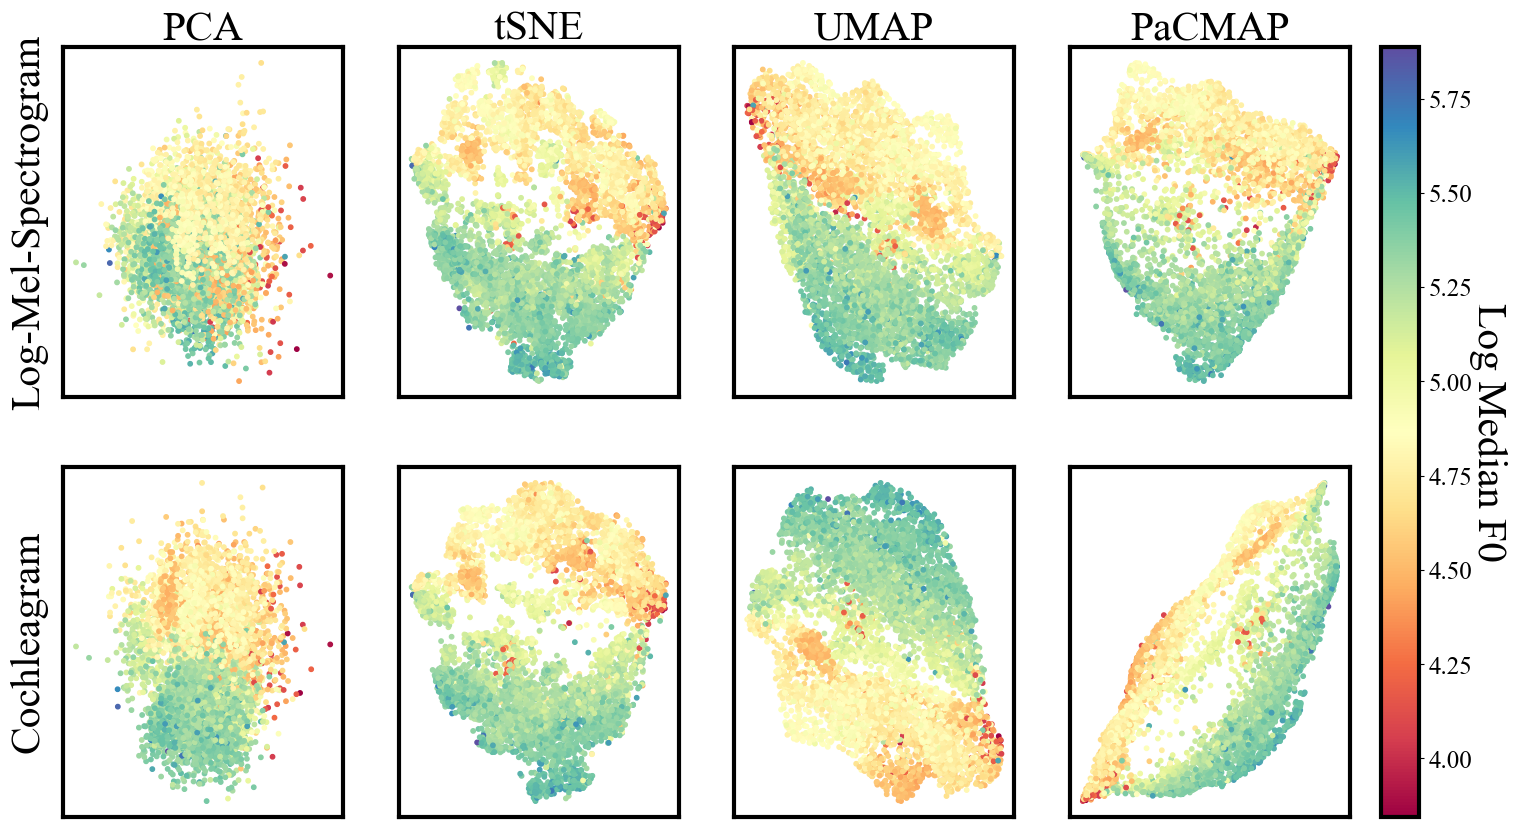 PCA
tSNE
UMAP
PaCMAP
Log-Mel-Spectrogram
Cochleagram
5.75
5.50
5.25
5.00
4.75
4.50
4.25
4.00
Log Median F0